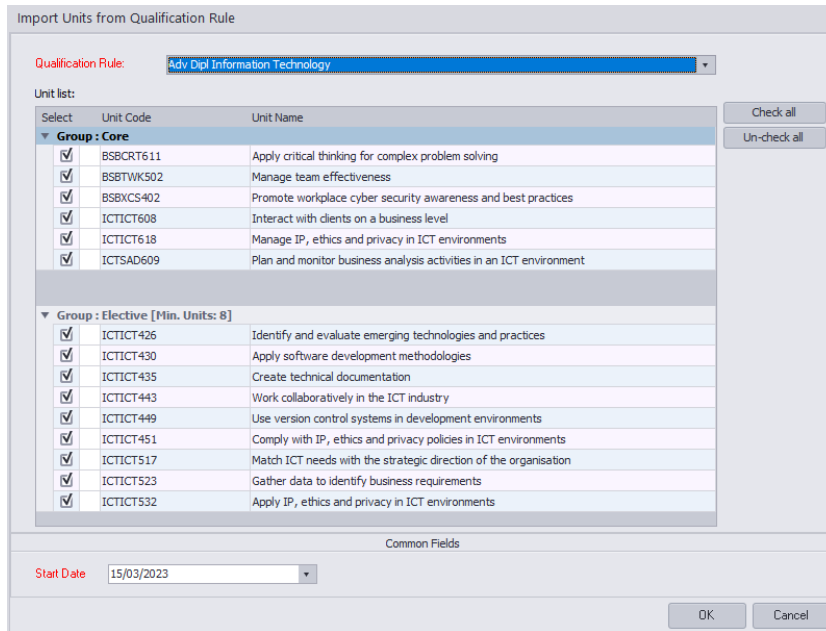 Import Units from Qualification Rule
Qualification Rule: Adv Dipl Information Technology
Unit list:
Select Unit Code Unit Name Check all
Group : Core Un-check all
BSBCRT611 Apply critical thinking for complex problem solving
BSBTWK502 Manage team effectiveness
BSBXCS402 Promote workplace cyber security awareness and best practices
ICTICT608 Interact with clients on a business level
ICTICT618 Manage IP, ethics and privacy in ICT environments
ICTSAD609 Plan and monitor business analysis activities in an ICT environment
Group : Elective [Min. Units: 8]
ICTICT426 Identify and evaluate emerging technologies and practices
ICTICT430 Apply software development methodologies
ICTICT435 Create technical documentation
ICTICT443 Work collaboratively in the ICT industry
ICTICT449 Use version control systems in development environments
ICTICT451 Comply with IP, ethics and privacy policies in ICT environments
ICTICT517 Match ICT needs with the strategic direction of the organisation
ICTICT523 Gather data to identify business requirements
ICTICT532 Apply IP, ethics and privacy in ICT environments
Common Fields
Start Date 15/03/2023
OK Cancel